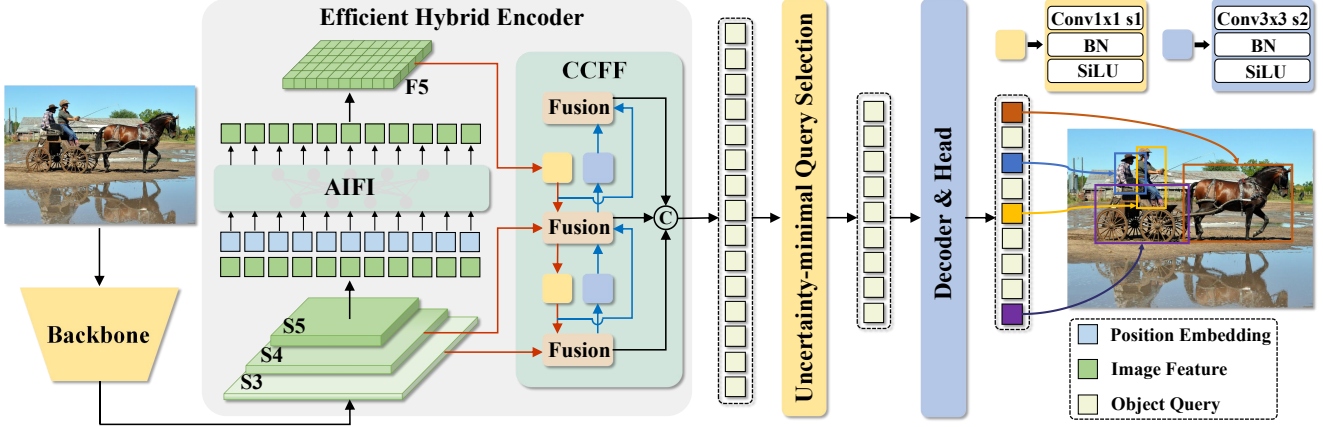 Efficient Hybrid Encoder
F5
AIFI
S5
S4
S3
Backbone
CCFF
Fusion
Fusion
Fusion
C
Uncertainty-minimal Query Selection
Decoder & Head
Conv1x1 s1
BN
SiLU
Conv3x3 s2
BN
SiLU
Position Embedding
Image Feature
Object Query